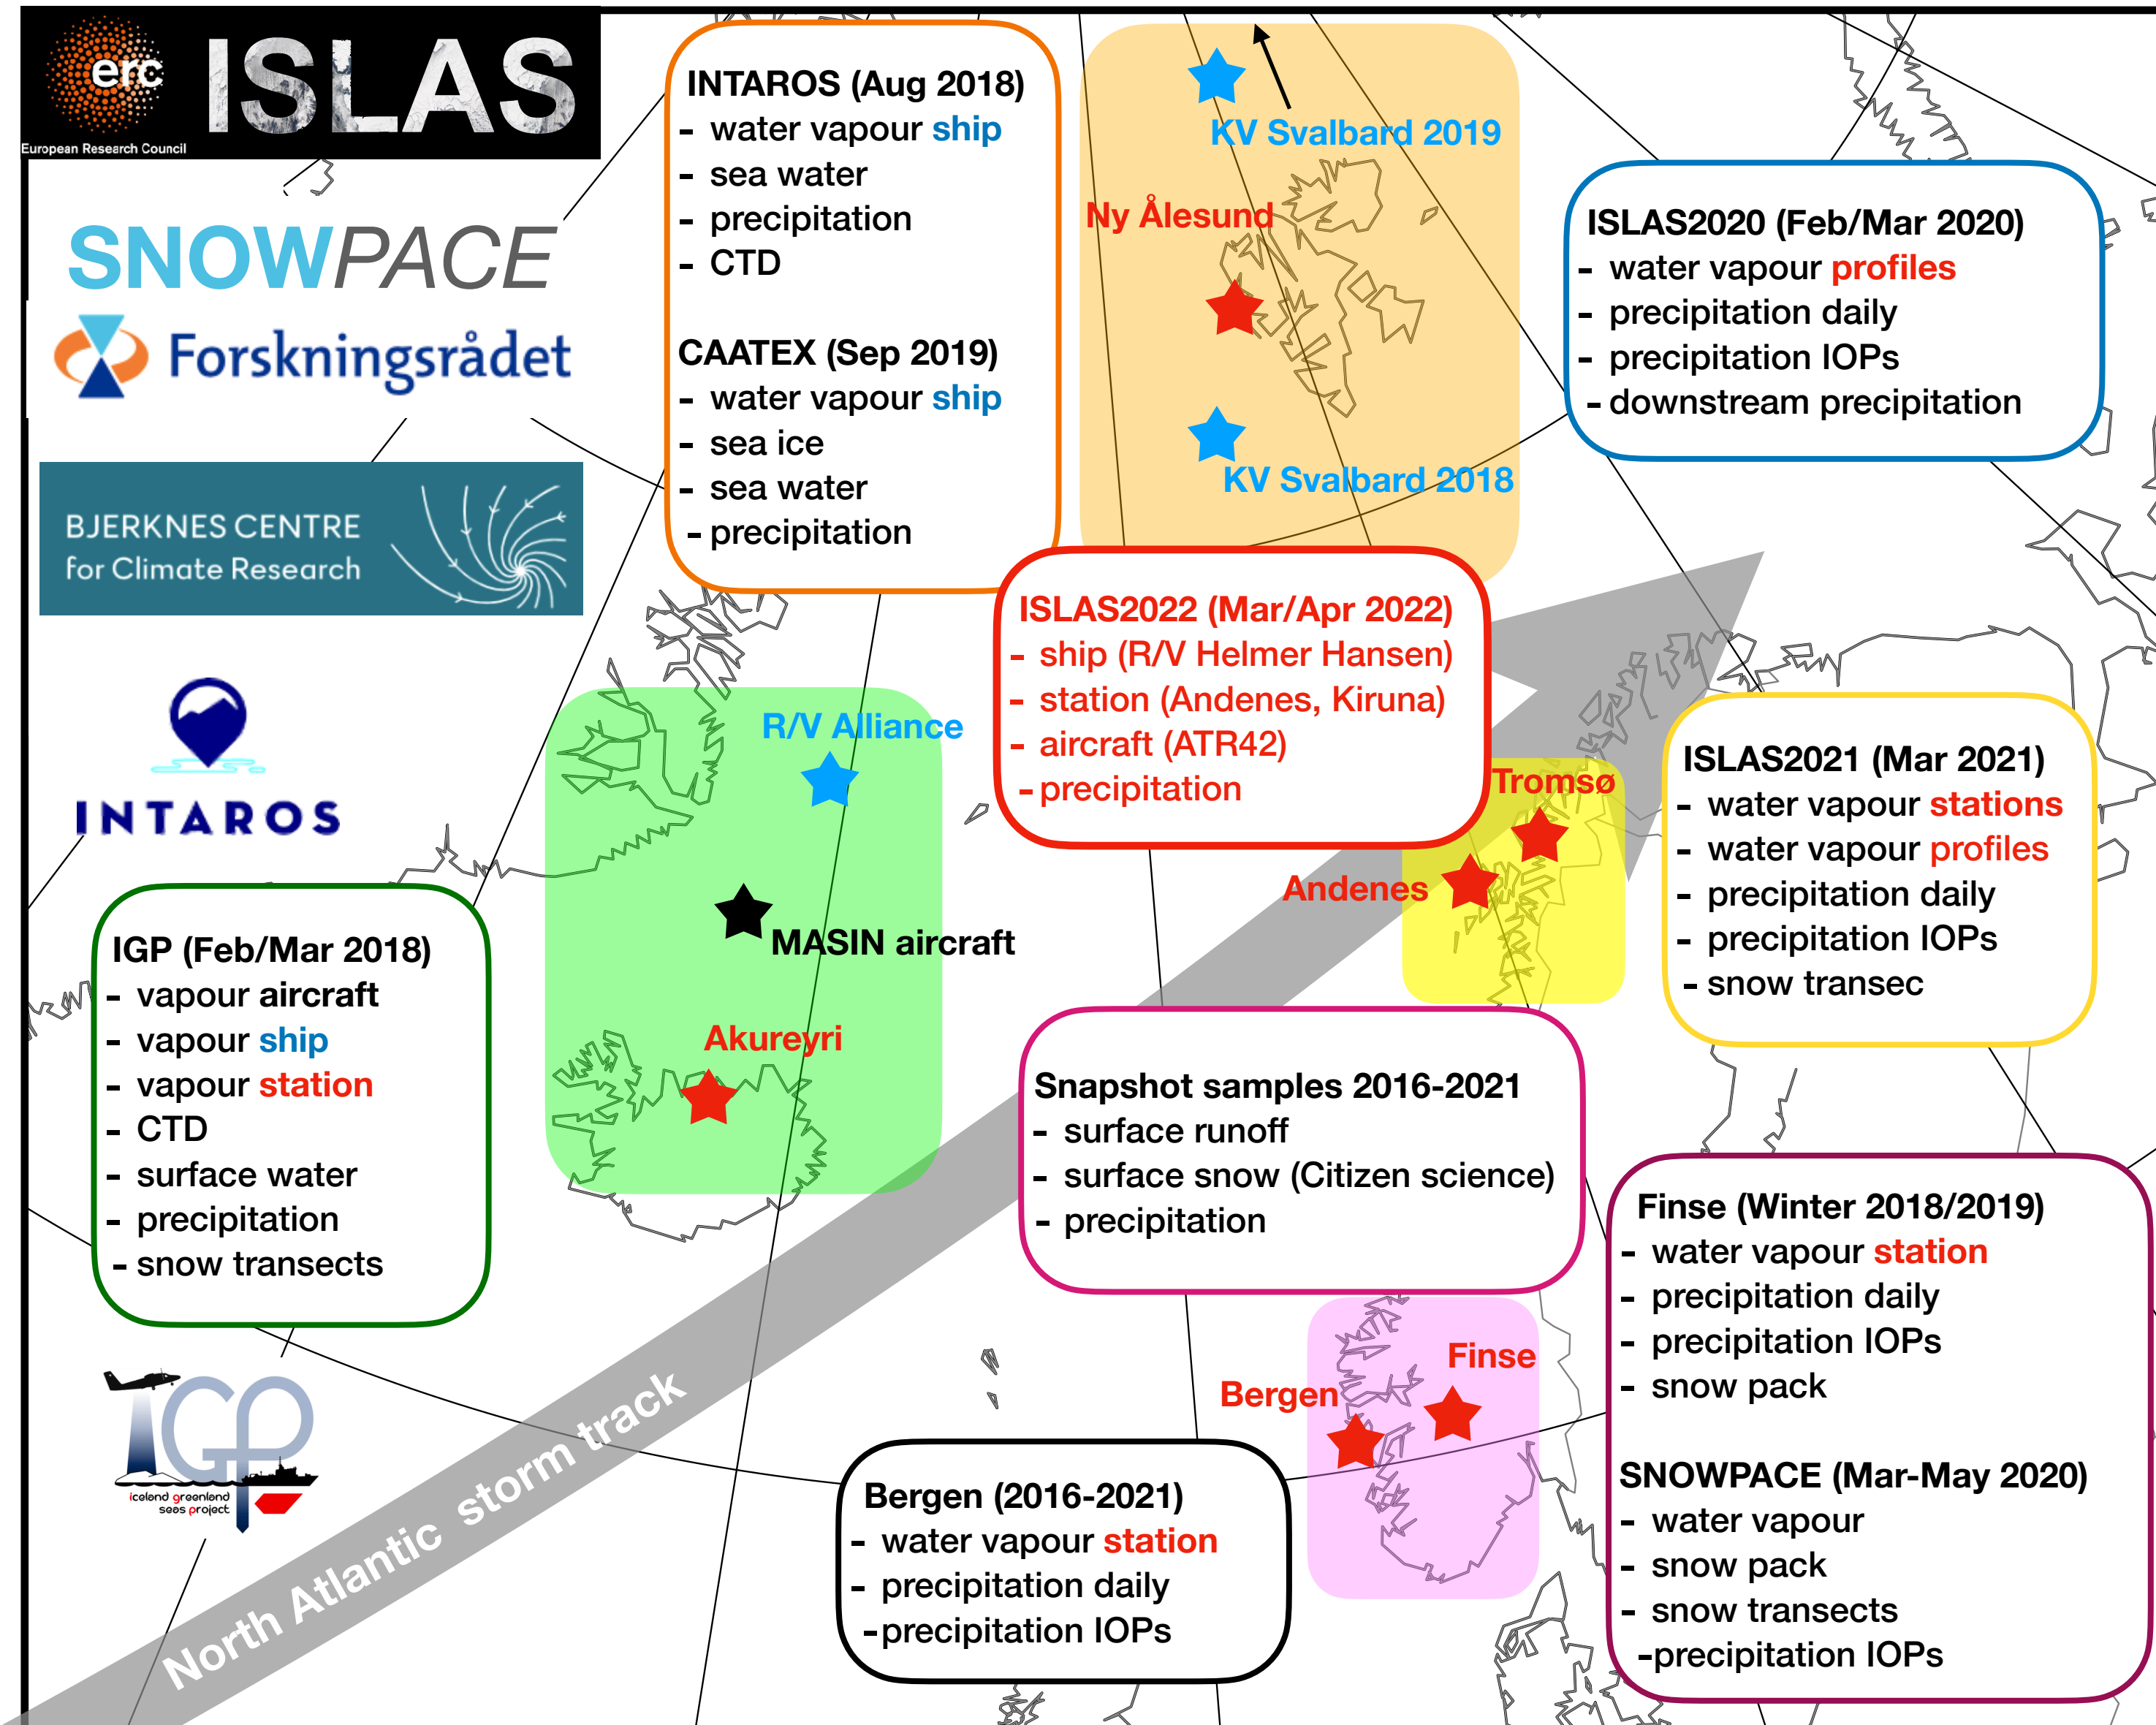 erc
ISLAS
European Research Council
SNOWPACE
Forskningsrådet
BJERKNES CENTRE
for Climate Research
INTAROS
INTAROS (Aug 2018)
- water vapour ship
- sea water
- precipitation
- CTD
CAATEX (Sep 2019)
- water vapour ship
- sea ice
- sea water
- precipitation
KV Svalbard 2019
Ny Ålesund
KV Svalbard 2018
ISLAS2020 (Feb/Mar 2020)
- water vapour profiles
- precipitation daily
- precipitation IOPs
- downstream precipitation
ISLAS2022 (Mar/Apr 2022)
- ship (R/V Helmer Hansen)
- station (Andenes, Kiruna)
- aircraft (ATR42)
- precipitation
R/V Alliance
MASIN aircraft
Akureyri
Tromsø
Andenes
ISLAS2021 (Mar 2021)
- water vapour stations
- water vapour profiles
- precipitation daily
- precipitation IOPs
- snow transec
IGP (Feb/Mar 2018)
- vapour aircraft
- vapour ship
- vapour station
- CTD
- surface water
- precipitation
- snow transects
Snapshot samples 2016-2021
- surface runoff
- surface snow (Citizen science)
- precipitation
Finse (Winter 2018/2019)
- water vapour station
- precipitation daily
- precipitation IOPs
- snow pack
SNOWPACE (Mar-May 2020)
- water vapour
- snow pack
- snow transects
-precipitation IOPs
Finse
Bergen
IGP
iceland greenland
seas project
North Atlantic storm track
Bergen (2016-2021)
- water vapour station
- precipitation daily
-precipitation IOPs